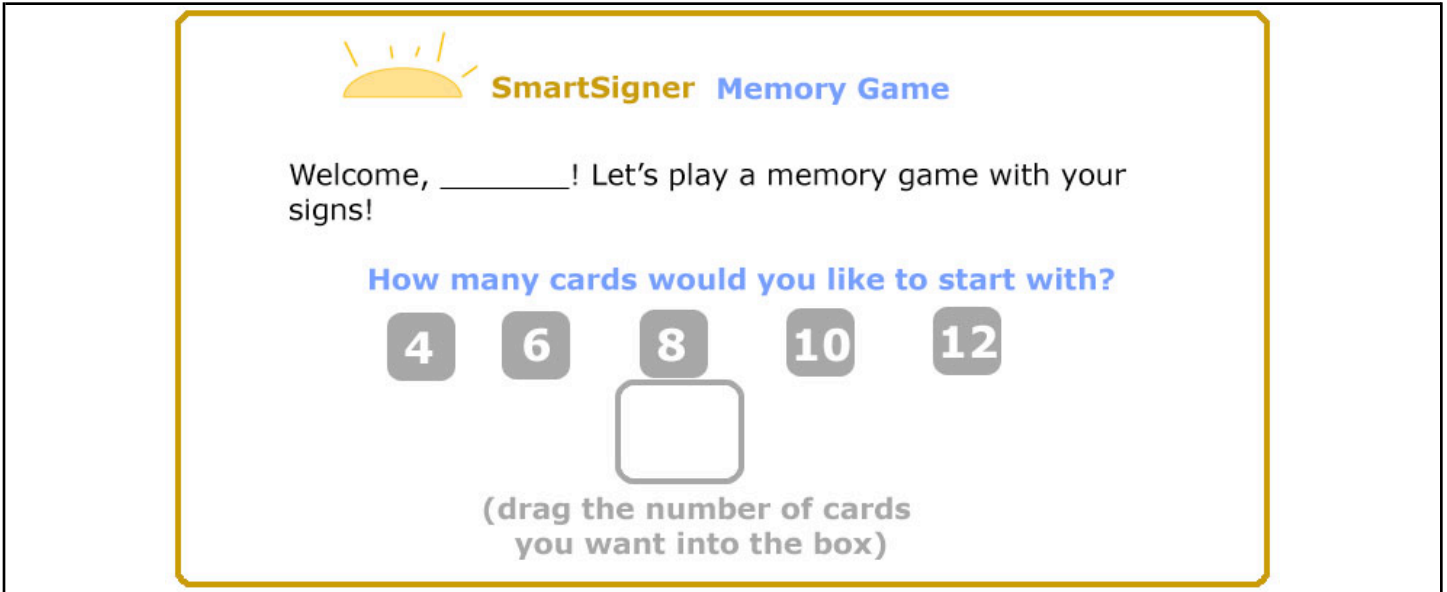 SmartSigner Memory Game
Welcome, ________! Let’s play a memory game with your
signs!
How many cards would you like to start with?
4 6 8 10 12
(drag the number of cards
you want into the box)